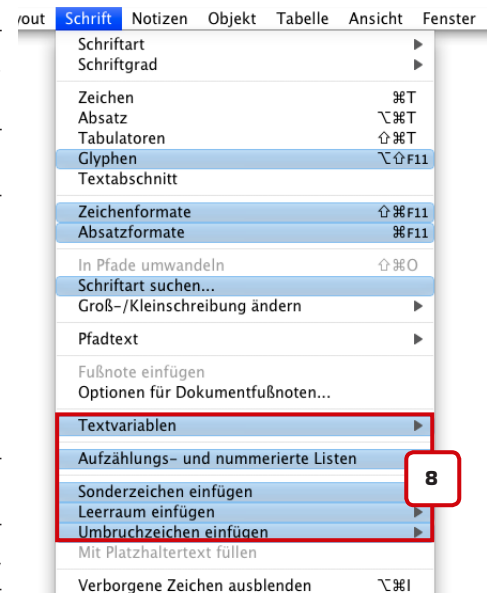 yout Schrift Notizen Objekt Tabelle Ansicht Fenster
Schriftart ▶
Schriftgrad ▶
Zeichen ⌘T
Absatz ⌥⌘T
Tabulatoren ⇧⌘T
Glyphen ⌥⇧F11
Textabschnitt
Zeichenformate ⇧⌘F11
Absatzformate ⌘F11
In Pfade umwandeln ⇧⌘O
Schriftart suchen...
Groß-/Kleinschreibung ändern ▶
Pfadtext ▶
Fußnote einfügen
Optionen für Dokumentfußnoten...
Textvariablen ▶
Aufzählungs- und nummerierte Listen
8
Sonderzeichen einfügen
Leerraum einfügen ▶
Umbruchzeichen einfügen ▶
Mit Platzhaltertext füllen
Verborgene Zeichen ausblenden ⌥⌘I